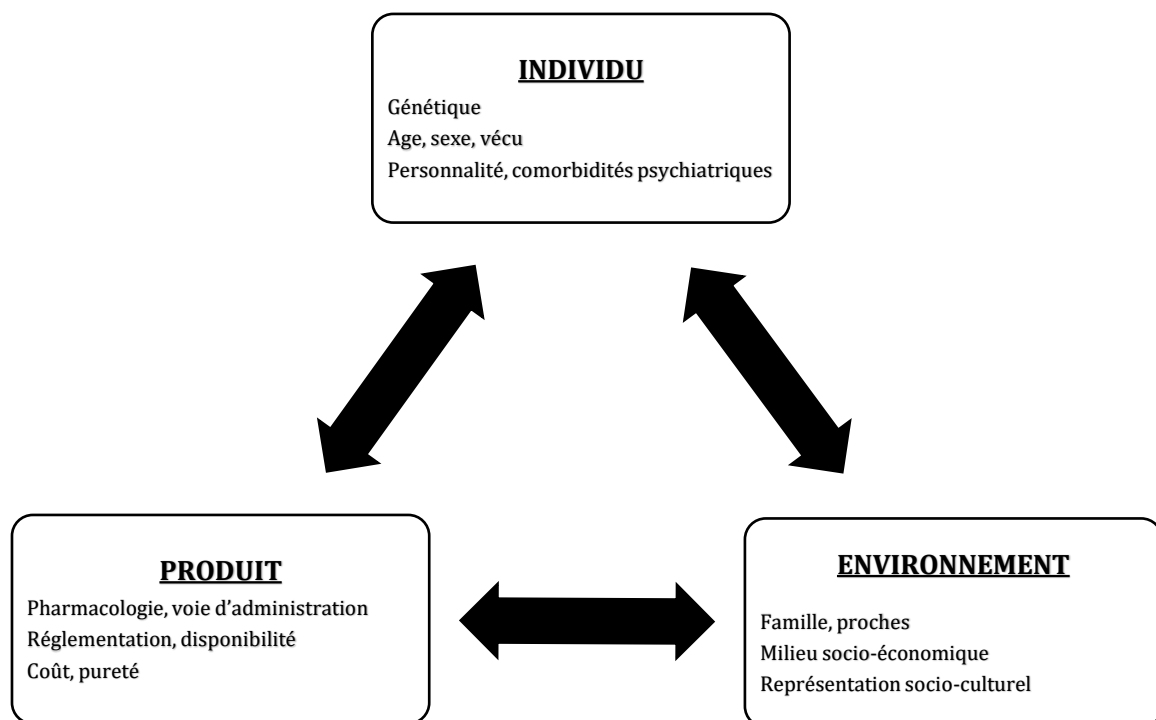 INDIVIDU
Génétique
Age, sexe, vécu
Personnalité, comorbidités psychiatriques
PRODUIT
Pharmacologie, voie d'administration
Réglementation, disponibilité
Coût, pureté
ENVIRONNEMENT
Famille, proches
Milieu socio-économique
Représentation socio-culturel